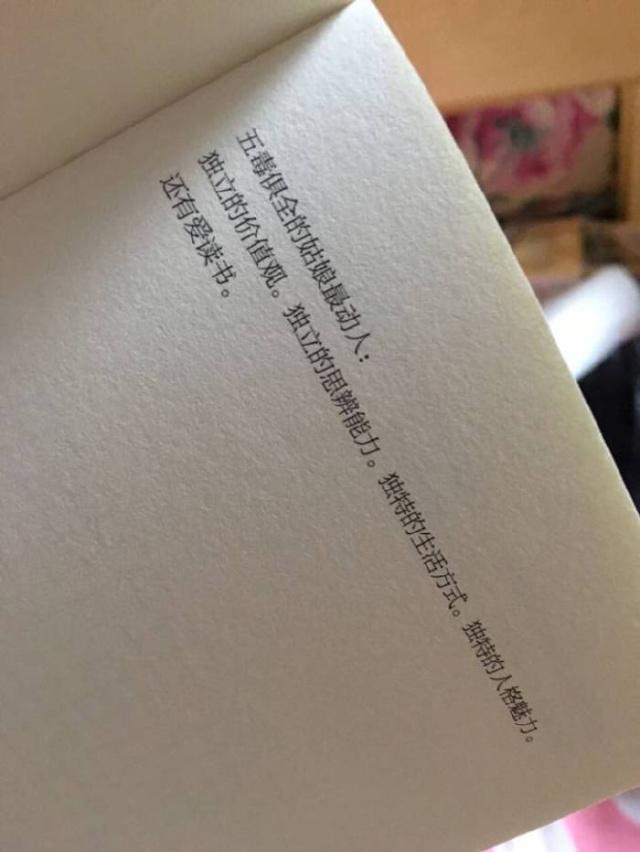 五毒俱全的姑娘最动人：
独立的价值观。独立的思辨能力。独特的生活方式。独特的人格魅力。
还有爱读书。